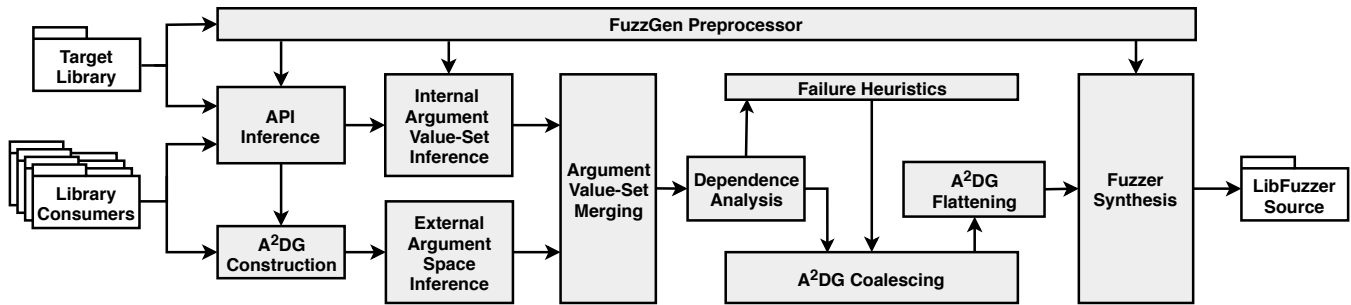 FuzzGen Preprocessor
Target
Library
API
Inference
Internal
Argument
Value-Set
Inference
Failure Heuristics
Library
Consumers
A²DG
Construction
External
Argument
Space
Inference
Argument
Value-Set
Merging
Dependence
Analysis
A²DG Coalescing
A²DG
Flattening
Fuzzer
Synthesis
LibFuzzer
Source